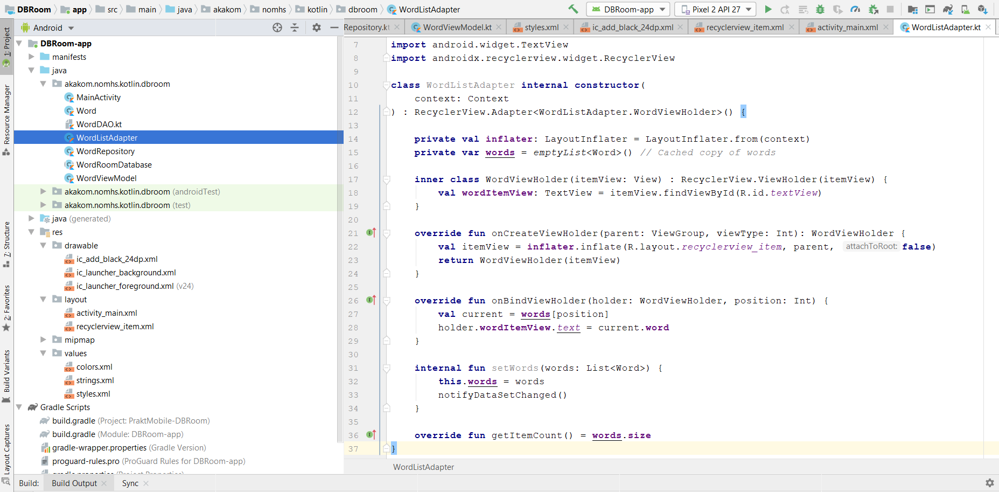 DBRoom app src main java akakom nomhs kotlin dbroom WordListAdapter DBRoom-app Pixel 2 API 27
Android
Repository.kt WordViewModel.kt styles.xml ic_add_black_24dp.xml recyclerview_item.xml activity_main.xml WordListAdapter.kt
1: Project
Resource Manager
7: Structure
2: Favorites
Build Variants
Layout Captures
DBRoom-app
manifests
java
akakom.nomhs.kotlin.dbroom
MainActivity
Word
WordDAO.kt
WordListAdapter
WordRepository
WordRoomDatabase
WordViewModel
akakom.nomhs.kotlin.dbroom (androidTest)
akakom.nomhs.kotlin.dbroom (test)
java (generated)
res
drawable
ic_add_black_24dp.xml
ic_launcher_background.xml
ic_launcher_foreground.xml (v24)
layout
activity_main.xml
recyclerview_item.xml
mipmap
values
colors.xml
strings.xml
styles.xml
Gradle Scripts
build.gradle (Project: PraktMobile-DBRoom)
build.gradle (Module: DBRoom-app)
gradle-wrapper.properties (Gradle Version)
proguard-rules.pro (ProGuard Rules for DBRoom-app)
gradle.properties (Project Properties)
7 import android.widget.TextView
8 import androidx.recyclerview.widget.RecyclerView
9
10 class WordListAdapter internal constructor(
11 context: Context
12 ) : RecyclerView.Adapter<WordListAdapter.WordViewHolder>() {
13
14 private val inflater: LayoutInflater = LayoutInflater.from(context)
15 private var words = emptyList<Word>() // Cached copy of words
16
17 inner class WordViewHolder(itemView: View) : RecyclerView.ViewHolder(itemView) {
18 val wordItemView: TextView = itemView.findViewById(R.id.textView)
19 }
20
21 override fun onCreateViewHolder(parent: ViewGroup, viewType: Int): WordViewHolder {
22 val itemView = inflater.inflate(R.layout.recyclerview_item, parent, attachToRoot: false)
23 return WordViewHolder(itemView)
24 }
25
26 override fun onBindViewHolder(holder: WordViewHolder, position: Int) {
27 val current = words[position]
28 holder.wordItemView.text = current.word
29 }
30
31 internal fun setWords(words: List<Word>) {
32 this.words = words
33 notifyDataSetChanged()
34 }
35
36 override fun getItemCount() = words.size
37 }
WordListAdapter
Build: Build Output Sync